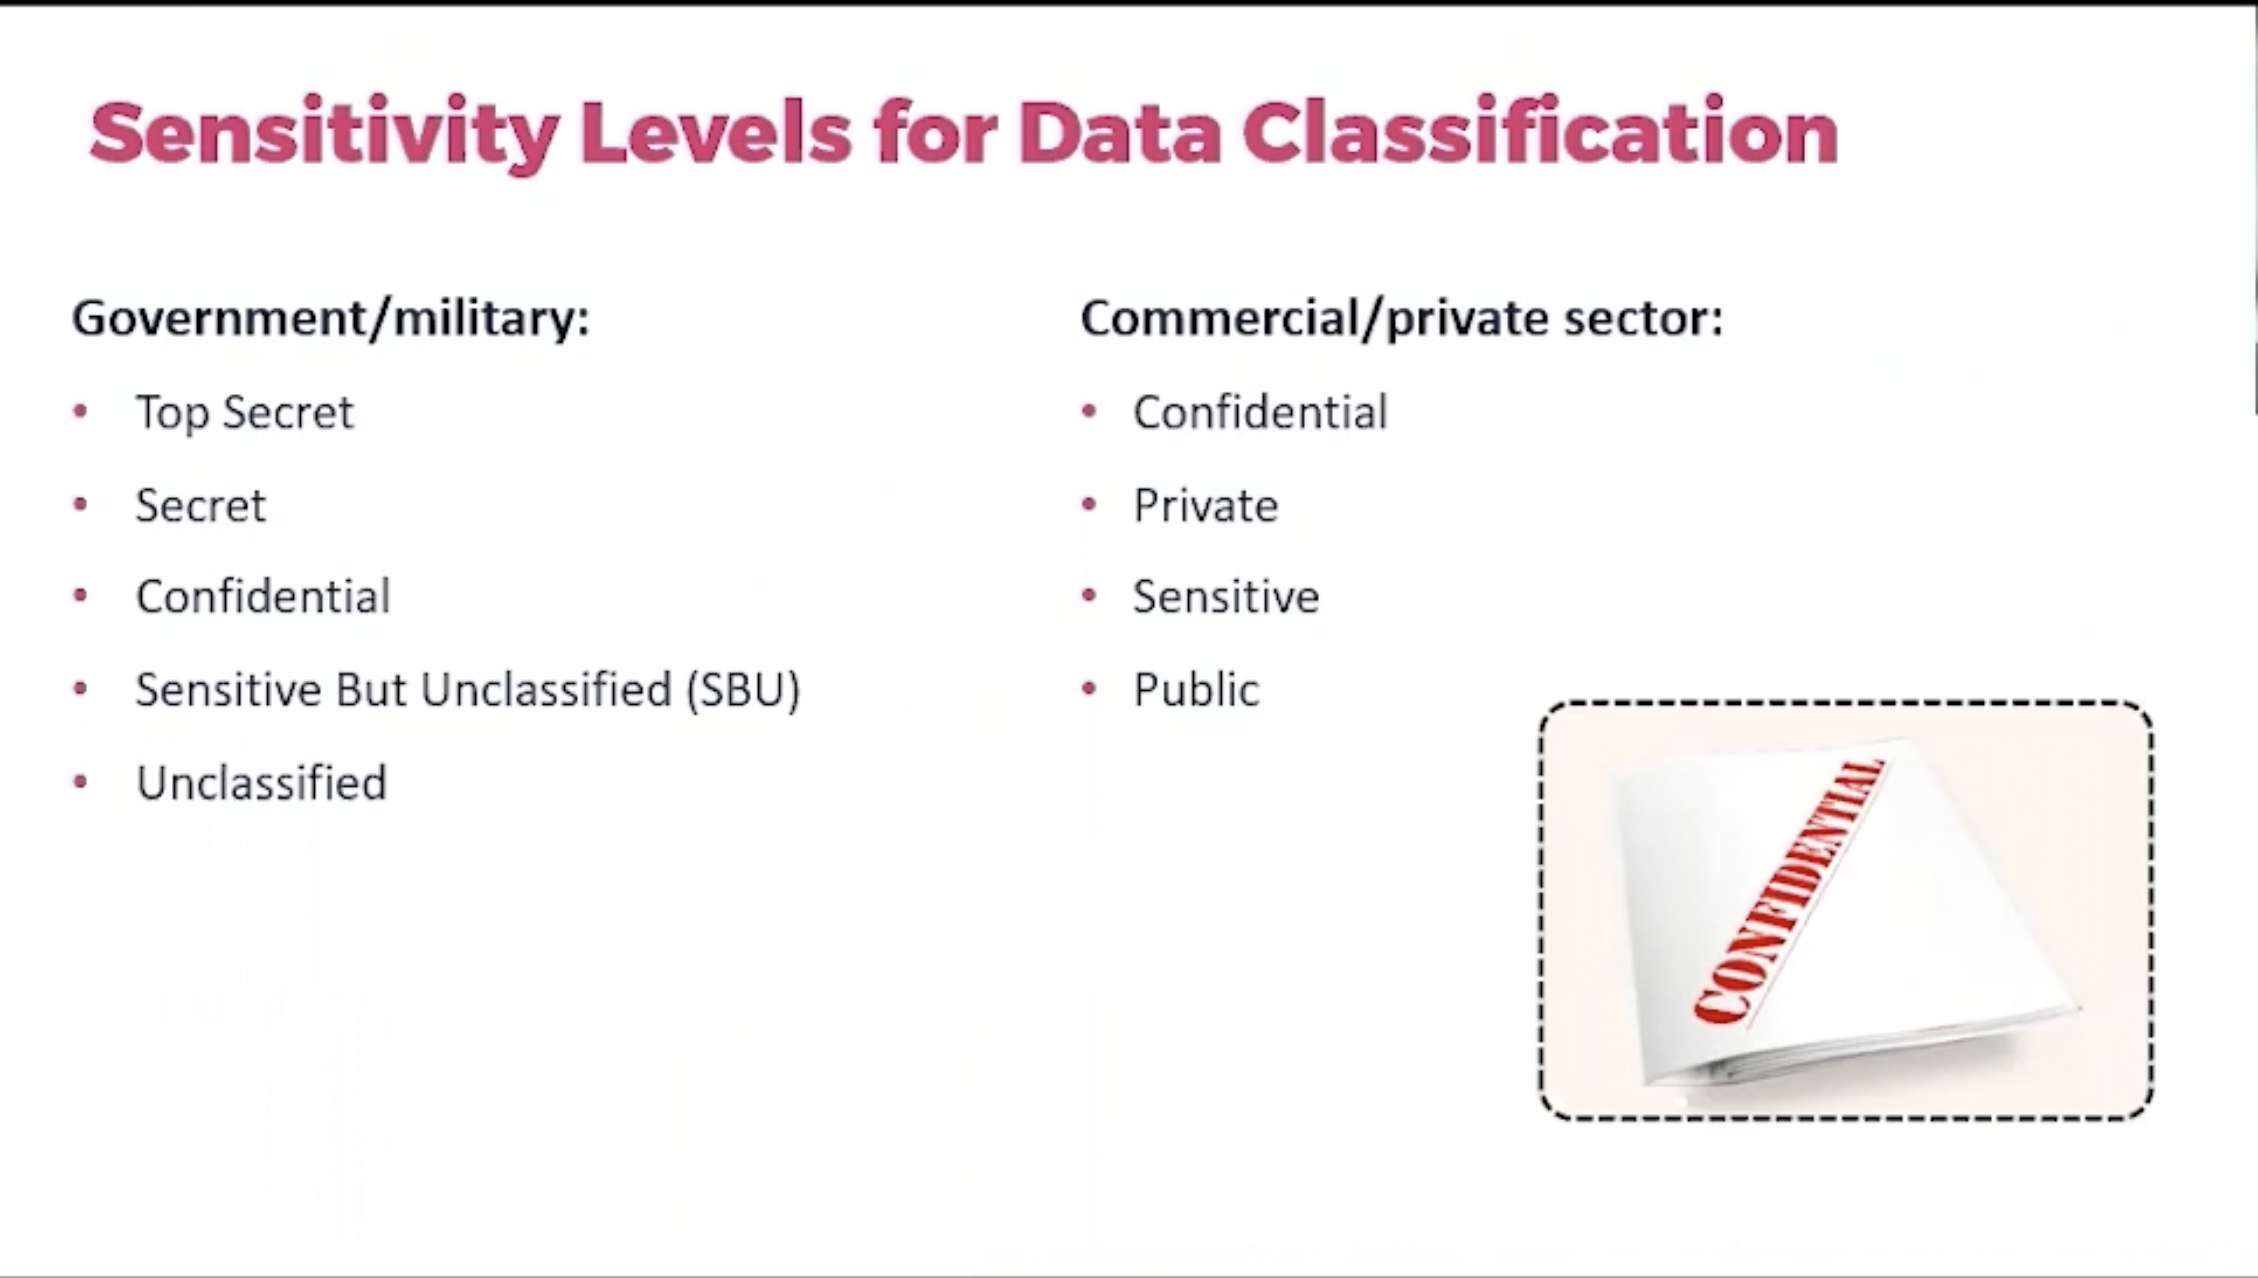 Sensitivity Levels for Data Classification
Government/military:
• Top Secret
• Secret
• Confidential
• Sensitive But Unclassified (SBU)
• Unclassified
Commercial/private sector:
• Confidential
• Private
• Sensitive
• Public
CONFIDENTIAL